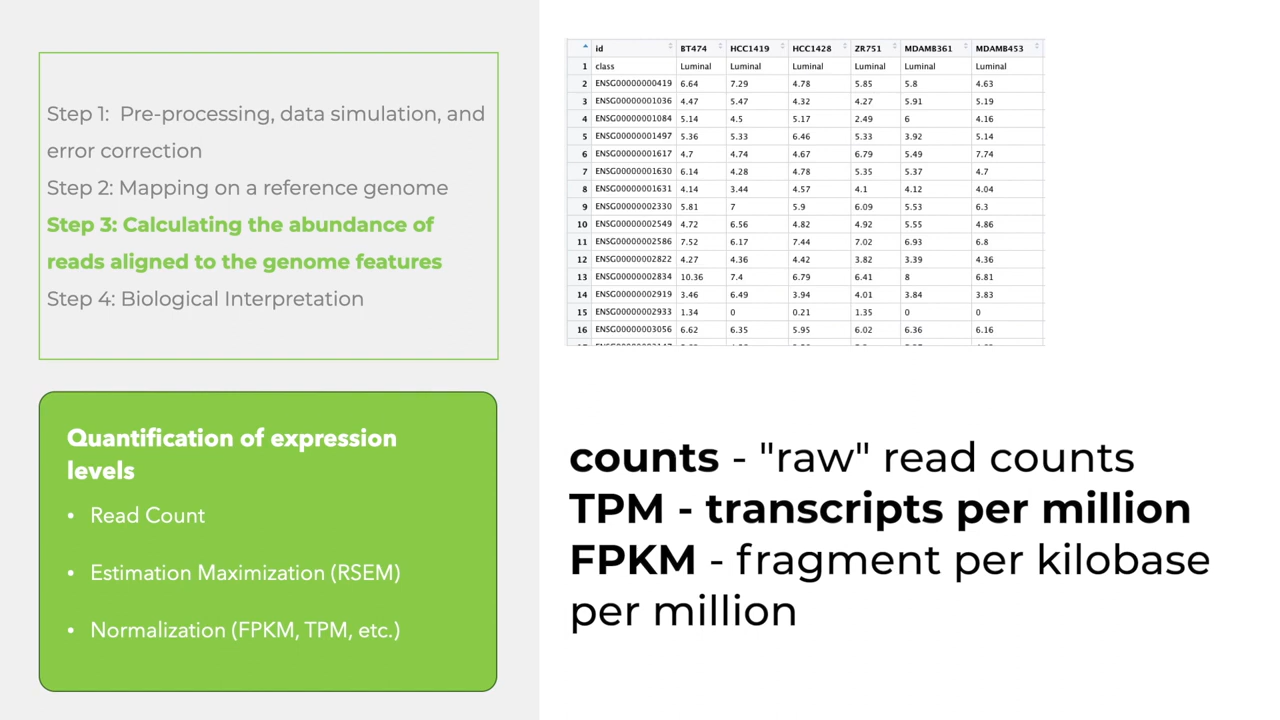 Step 1: Pre-processing, data simulation, and
error correction
Step 2: Mapping on a reference genome
Step 3: Calculating the abundance of
reads aligned to the genome features
Step 4: Biological Interpretation
Quantification of expression
levels
• Read Count
• Estimation Maximization (RSEM)
• Normalization (FPKM, TPM, etc.)
id BT474 HCC1419 HCC1428 ZR751 MDAMB361 MDAMB453
1 class Luminal Luminal Luminal Luminal Luminal Luminal
2 ENSG00000000419 6.64 7.29 4.78 5.85 5.8 4.63
3 ENSG00000001036 4.47 5.47 4.32 4.27 5.91 5.19
4 ENSG00000001084 5.14 4.5 5.17 2.49 6 4.16
5 ENSG00000001497 5.36 5.33 6.46 5.33 3.92 5.14
6 ENSG00000001617 4.7 4.74 4.67 6.79 5.49 7.74
7 ENSG00000001630 6.14 4.28 4.78 5.35 5.37 4.7
8 ENSG00000001631 4.14 3.44 4.57 4.1 4.12 4.04
9 ENSG00000002330 5.81 7 5.9 6.09 5.53 6.3
10 ENSG00000002549 4.72 6.56 4.82 4.92 5.55 4.86
11 ENSG00000002586 7.52 6.17 7.44 7.02 6.93 6.8
12 ENSG00000002822 4.27 4.36 4.42 3.82 3.39 4.36
13 ENSG00000002834 10.36 7.4 6.79 6.41 8 6.81
14 ENSG00000002919 3.46 6.49 3.94 4.01 3.84 3.83
15 ENSG00000002933 1.34 0 0.21 1.35 0 0
16 ENSG00000003056 6.62 6.35 5.95 6.02 6.36 6.16
counts - "raw" read counts
TPM - transcripts per million
FPKM - fragment per kilobase
per million